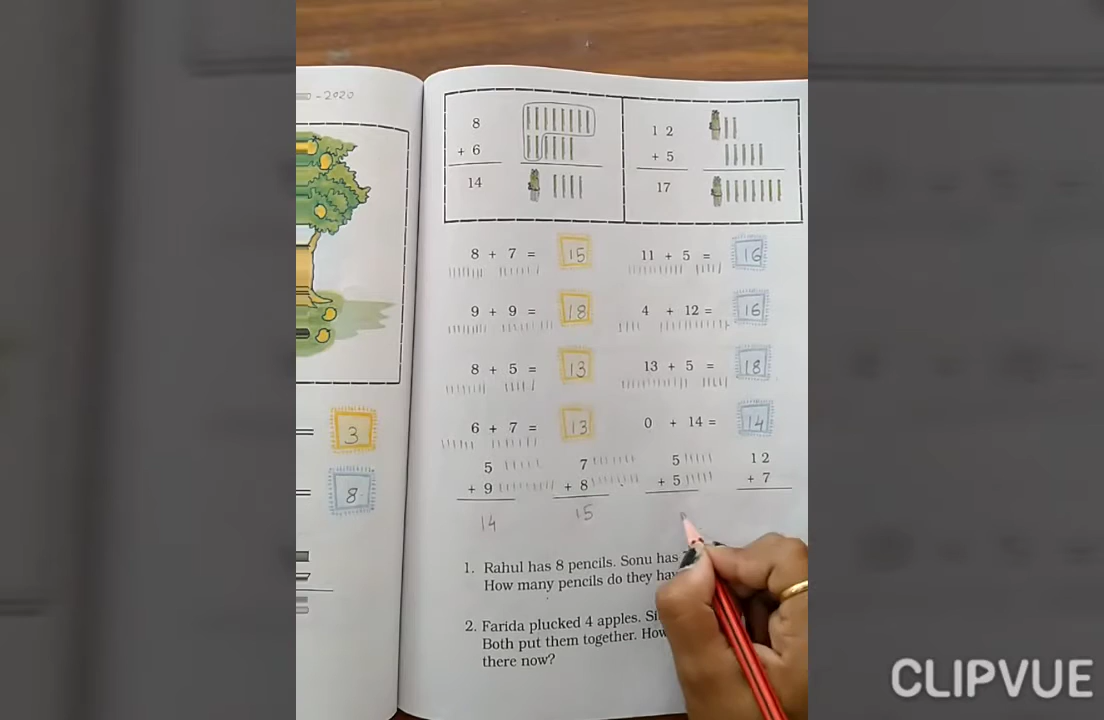 -2020
8
+ 6
14
1 2
+ 5
17
8 + 7 = 15
11 + 5 = 16
9 + 9 = 18
4 + 12 = 16
8 + 5 = 13
13 + 5 = 18
6 + 7 = 13
0 + 14 = 14
3
8
5
+ 9
14
7
+ 8
15
5
+ 5
1 2
+ 7
1. Rahul has 8 pencils. Sonu has
How many pencils do they
2. Farida plucked 4 apples.
Both put them together.
there now?
CLIPVUE